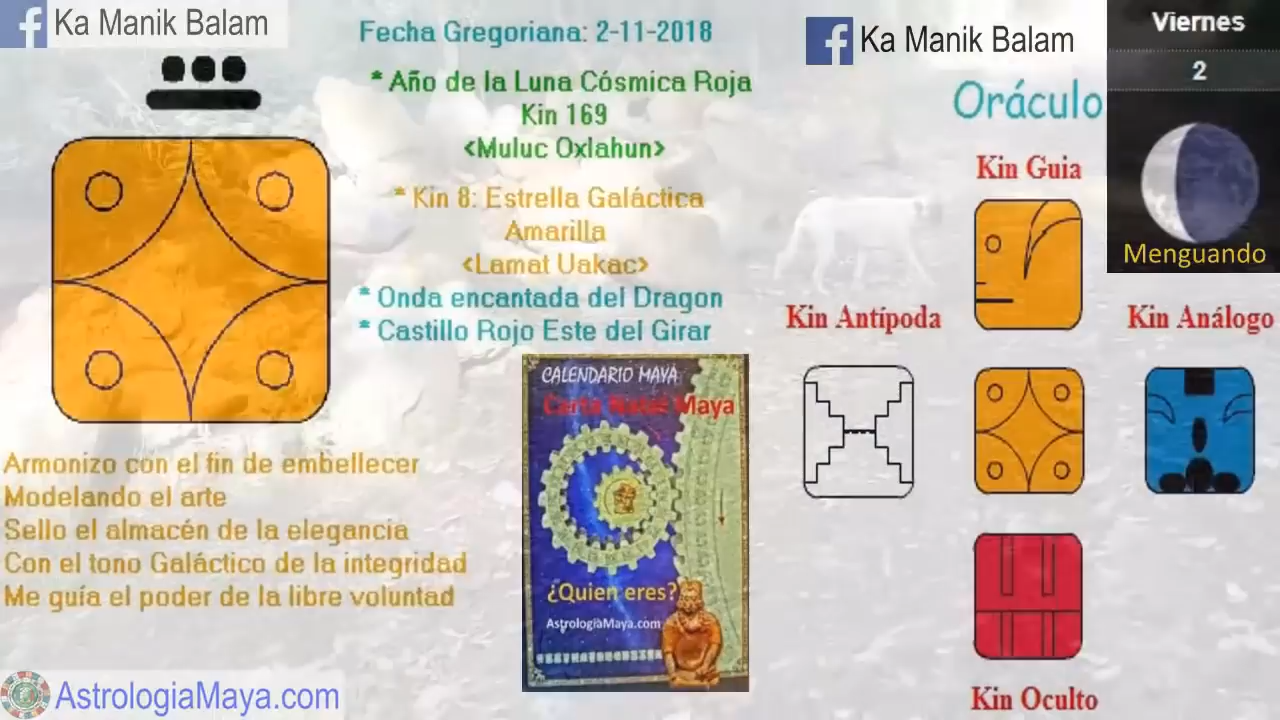 Ka Manik Balam
Fecha Gregoriana: 2-11-2018
* Año de la Luna Cósmica Roja
Kin 169
<Muluc Oxlahun>
* Kin 8: Estrella Galáctica
Amarilla
<Lamat Uakac>
* Onda encantada del Dragon
* Castillo Rojo Este del Girar
Ka Manik Balam
Viernes
2
Menguando
Oráculo
Kin Guia
Kin Antípoda
Kin Análogo
Kin Oculto
CALENDARIO MAYA
Carta Natal Maya
¿Quien eres?
AstrologiaMaya.com
Armonizo con el fin de embellecer
Modelando el arte
Sello el almacén de la elegancia
Con el tono Galáctico de la integridad
Me guía el poder de la libre voluntad
AstrologiaMaya.com